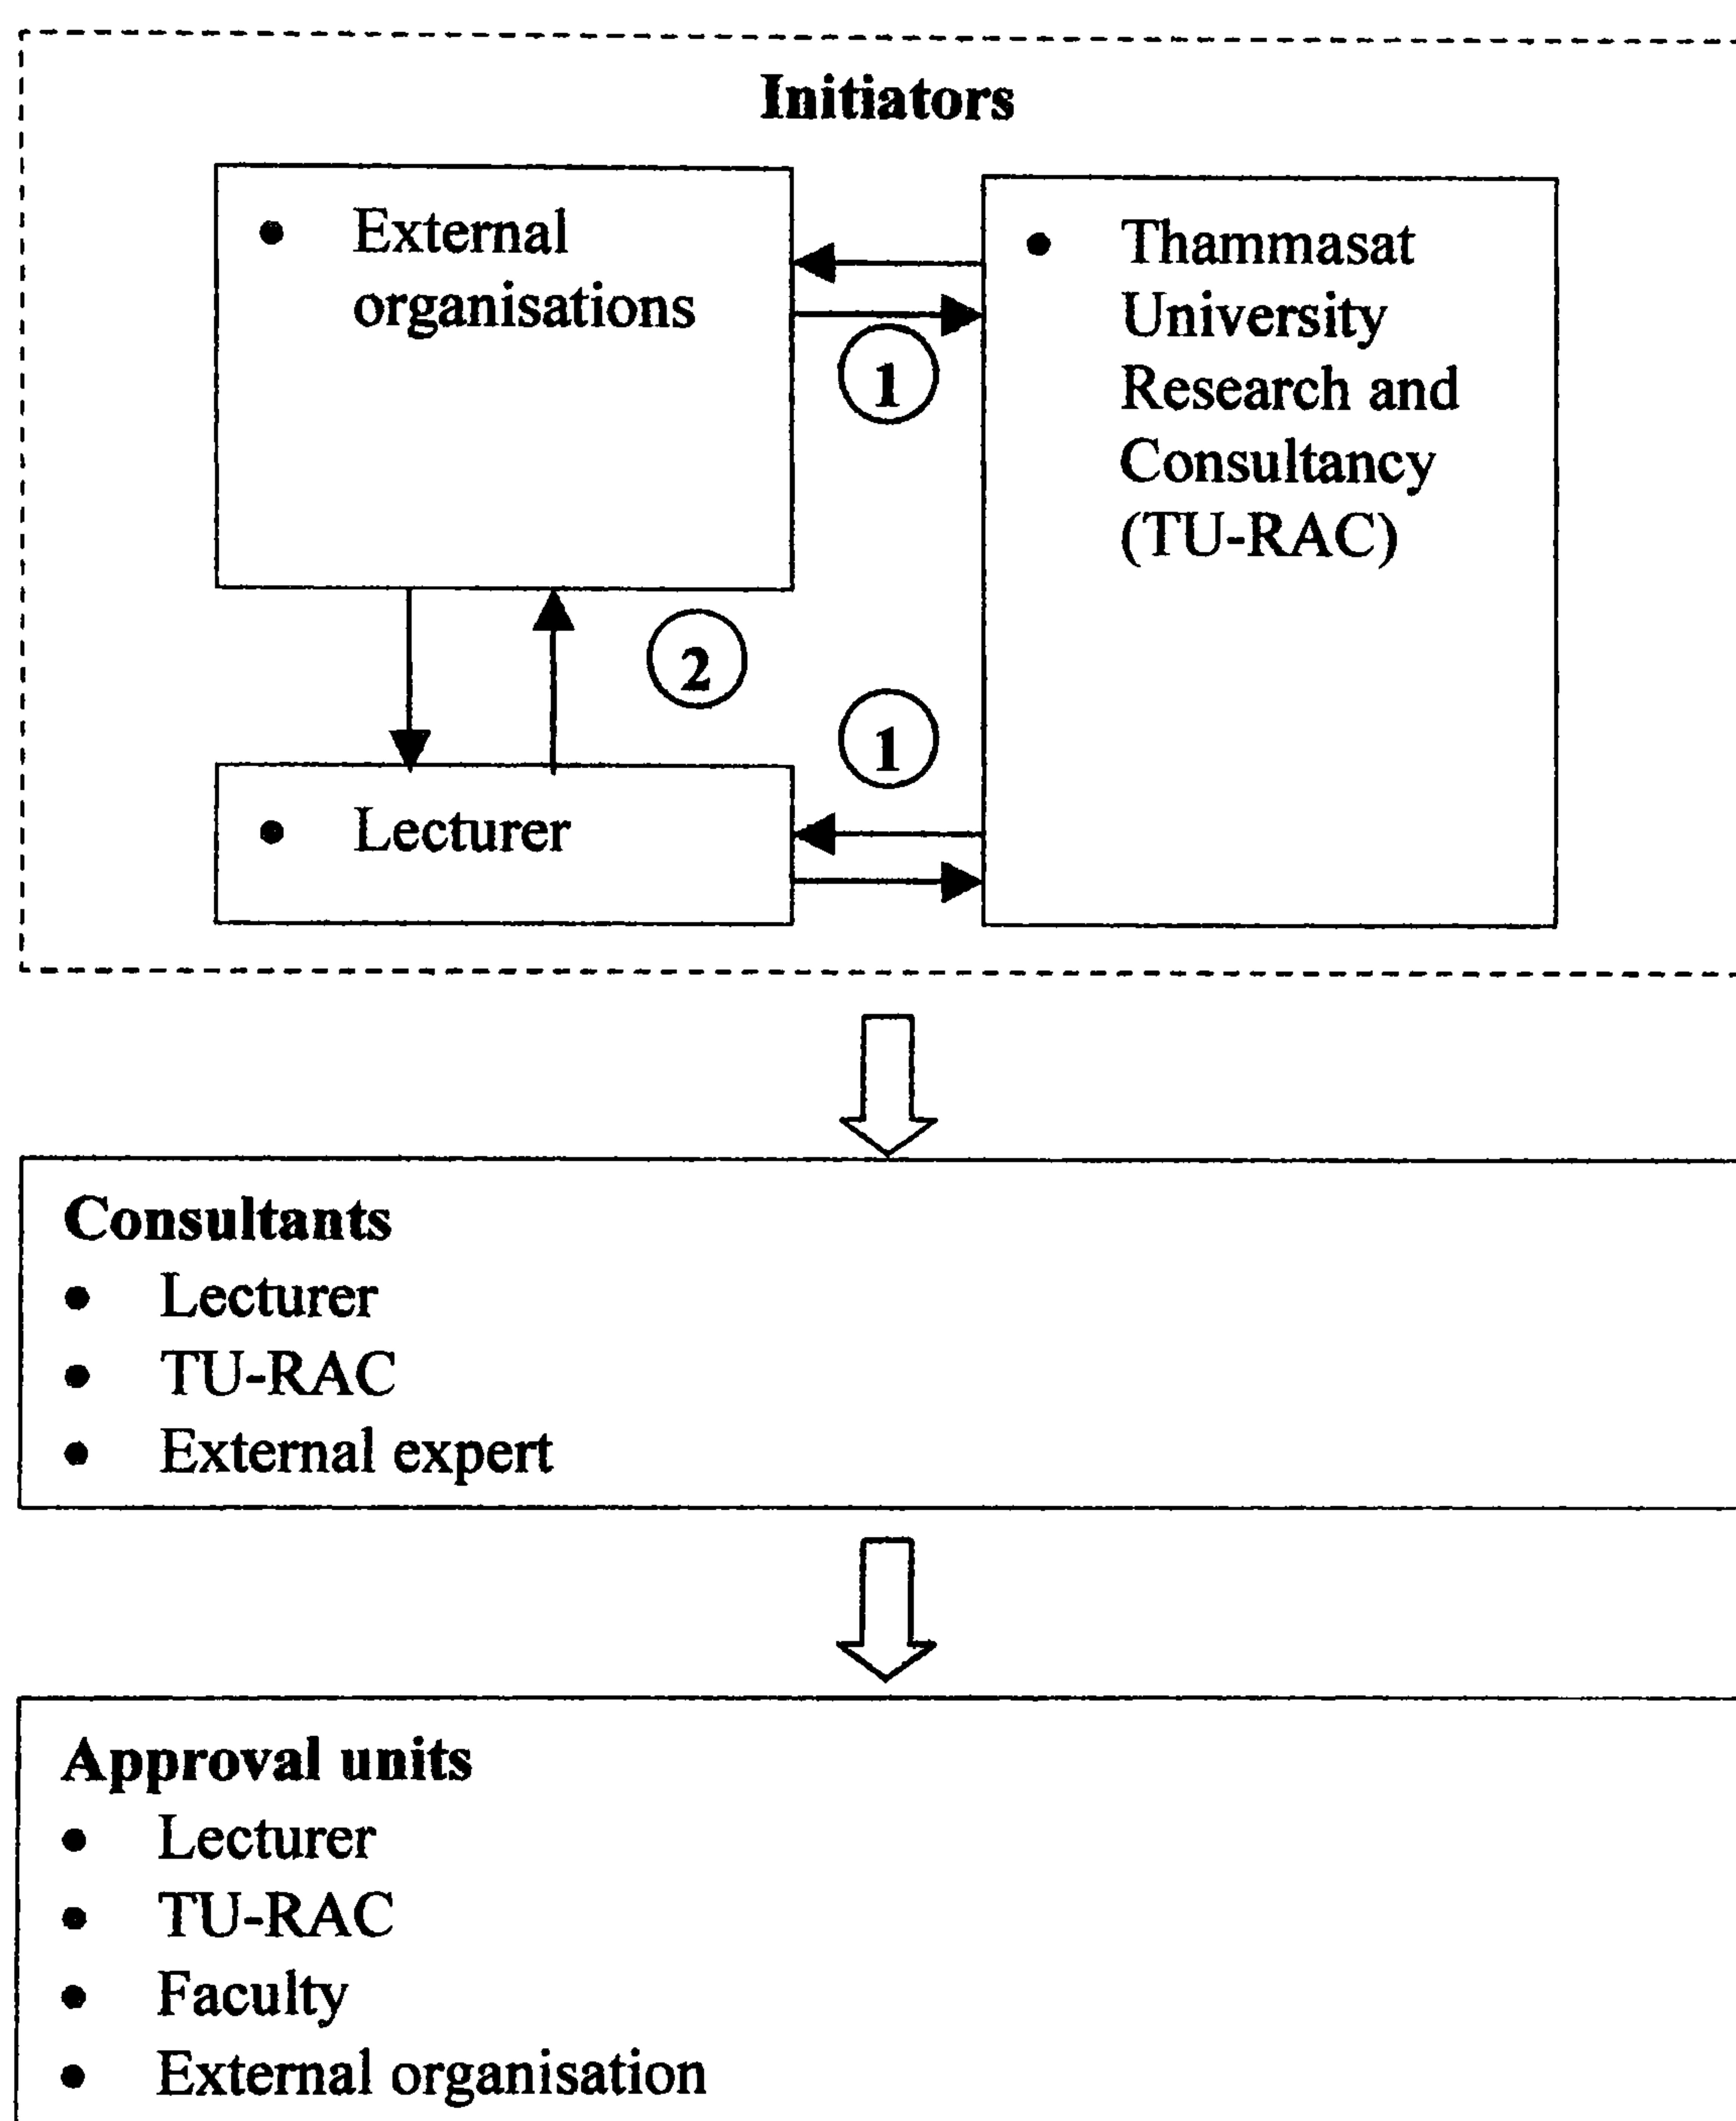 Initiators
• External
organisations
• Thammasat
University
Research and
Consultancy
(TU-RAC)
1
2
1
• Lecturer
Consultants
• Lecturer
• TU-RAC
• External expert
Approval units
• Lecturer
• TU-RAC
• Faculty
• External organisation